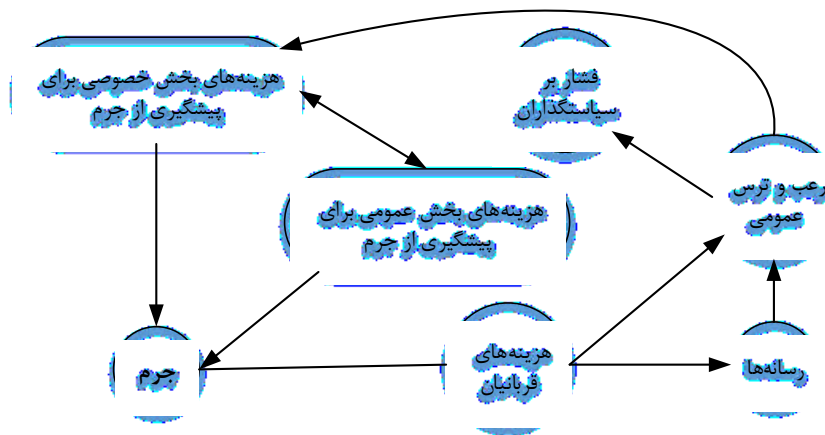 هزینه‌های بخش خصوصی برای
پیشگیری از جرم
فشار بر
سیاستگذاران
رعب و ترس
عمومی
هزینه‌های بخش عمومی برای
پیشگیری از جرم
هزینه‌های
قربانیان
رسانه‌ها
جرم